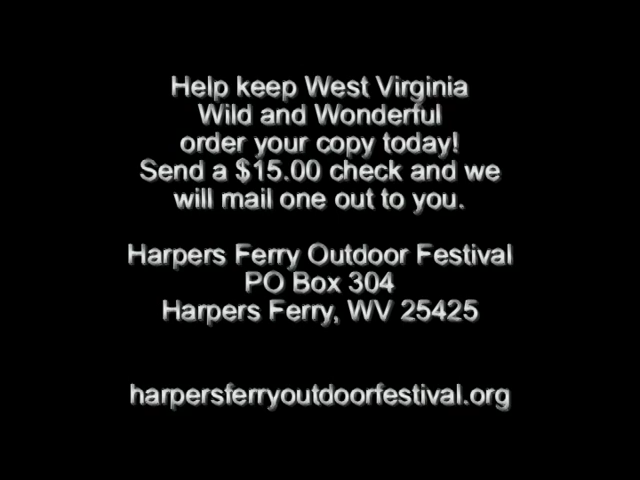 Help keep West Virginia
Wild and Wonderful
order your copy today!
Send a $15.00 check and we
will mail one out to you.
Harpers Ferry Outdoor Festival
PO Box 304
Harpers Ferry, WV 25425
harpersferryoutdoorfestival.org